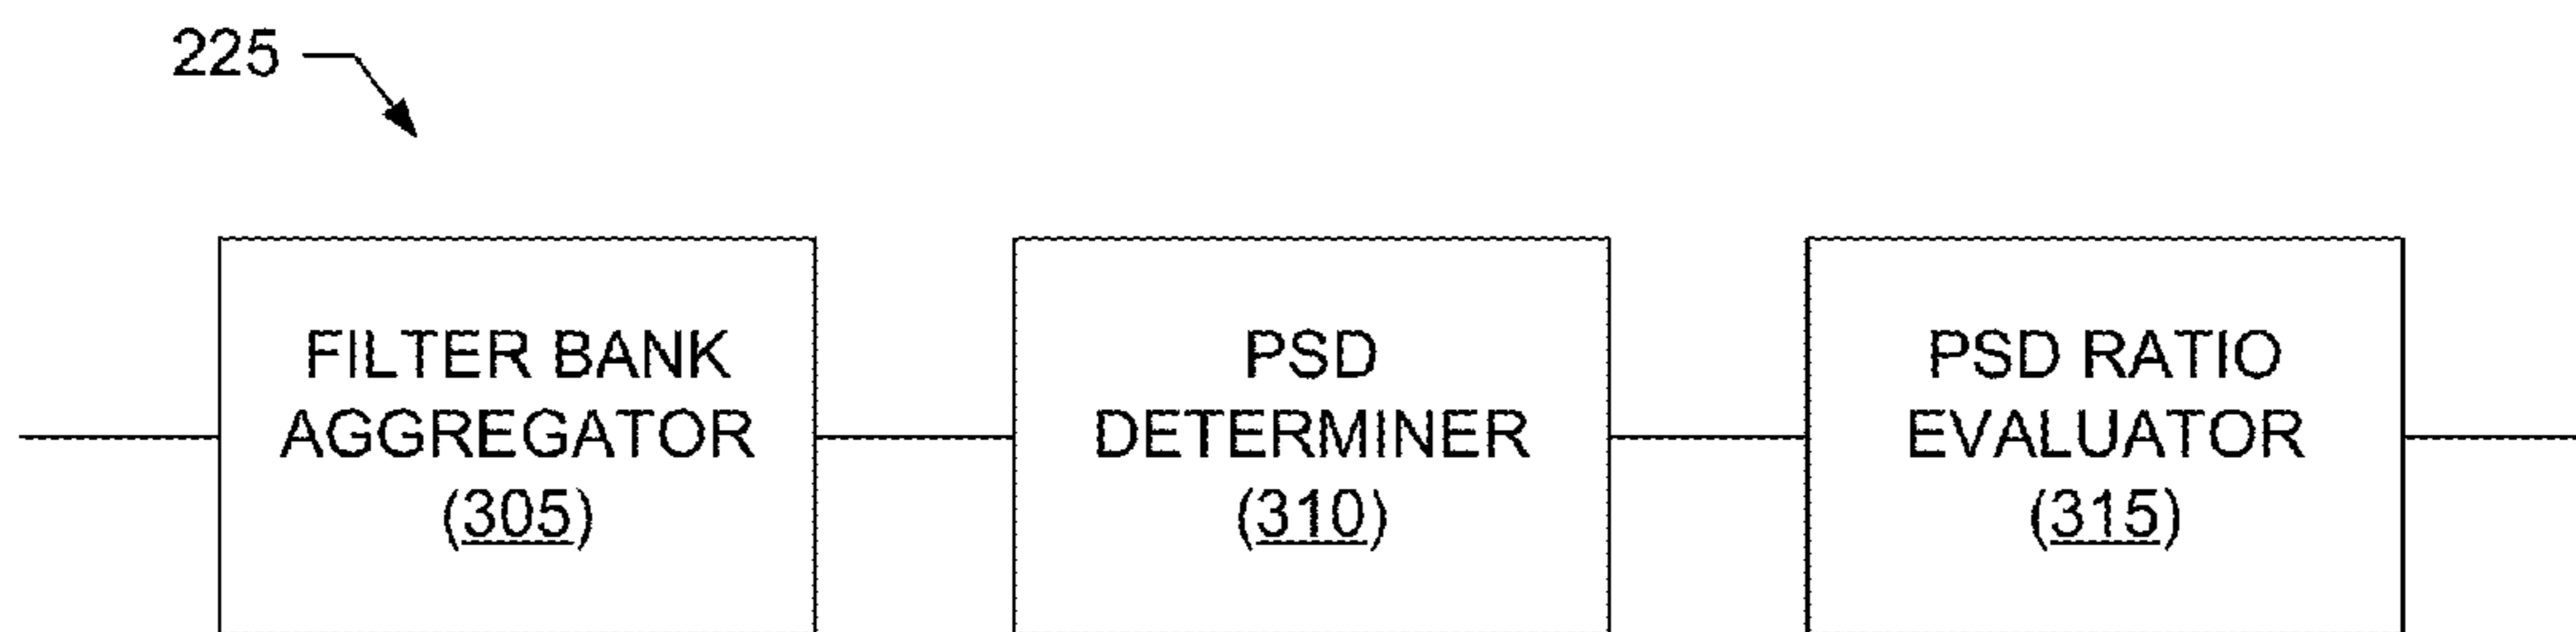 225
FILTER BANK
AGGREGATOR
(305)
PSD
DETERMINER
(310)
PSD RATIO
EVALUATOR
(315)